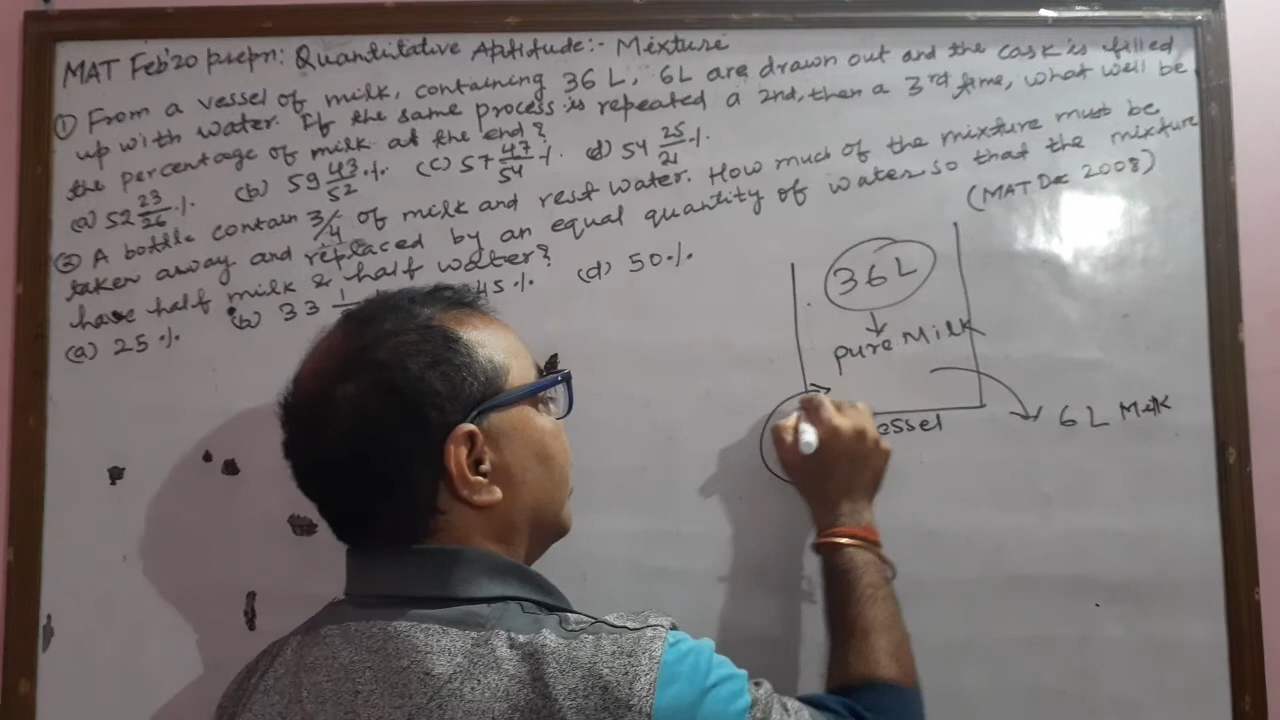 MAT Feb'20 prepn: Quantitative Aptitude:- Mixture
① From a vessel of milk, containing 36 L, 6L are drawn out and the cask is filled
up with water. If the same process is repeated a 2nd, then a 3rd time, what will be
the percentage of milk at the end?
(a) 52 23/26 %. (b) 59 43/52 %. (c) 57 47/54 %. (d) 54 25/21 %.
② A bottle contain 3/4 of milk and rest water. How much of the mixture must be
taken away and replaced by an equal quantity of water so that the mixture
have half milk & half water?
(MAT Dec 2008)
(a) 25 %. (b) 33 1 45 %. (d) 50 %.
36 L
pure Milk
essel
6 L Milk